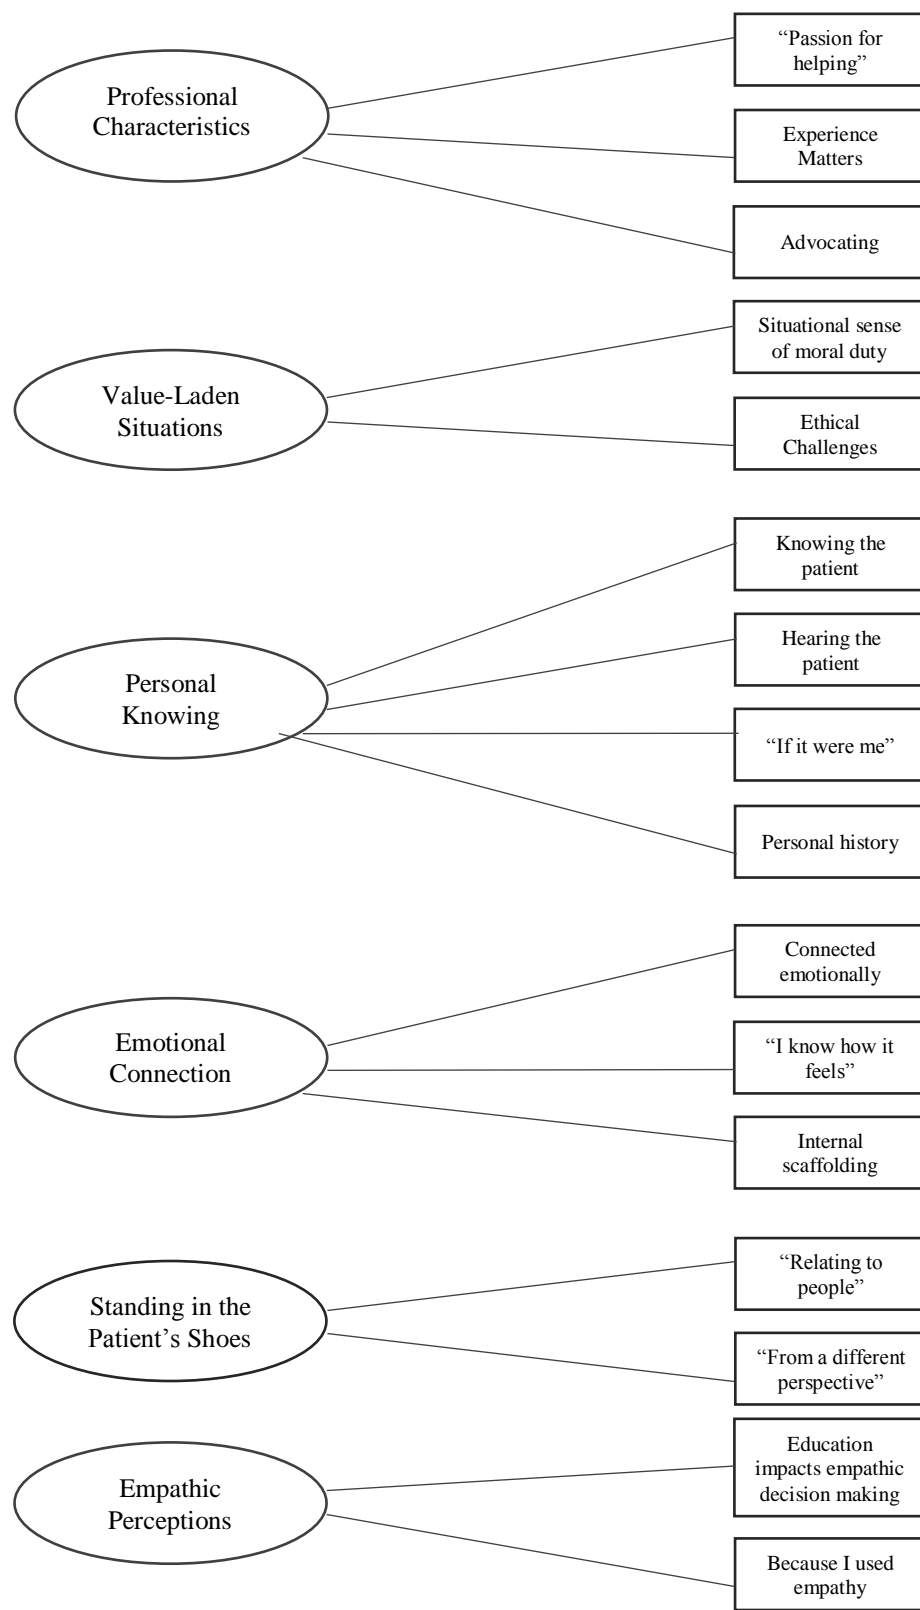 Professional
Characteristics
“Passion for
helping”
Experience
Matters
Advocating
Value-Laden
Situations
Situational sense
of moral duty
Ethical
Challenges
Personal
Knowing
Knowing the
patient
Hearing the
patient
“If it were me”
Personal history
Emotional
Connection
Connected
emotionally
“I know how it
feels”
Internal
scaffolding
Standing in the
Patient’s Shoes
“Relating to
people”
“From a different
perspective”
Empathic
Perceptions
Education
impacts empathic
decision making
Because I used
empathy